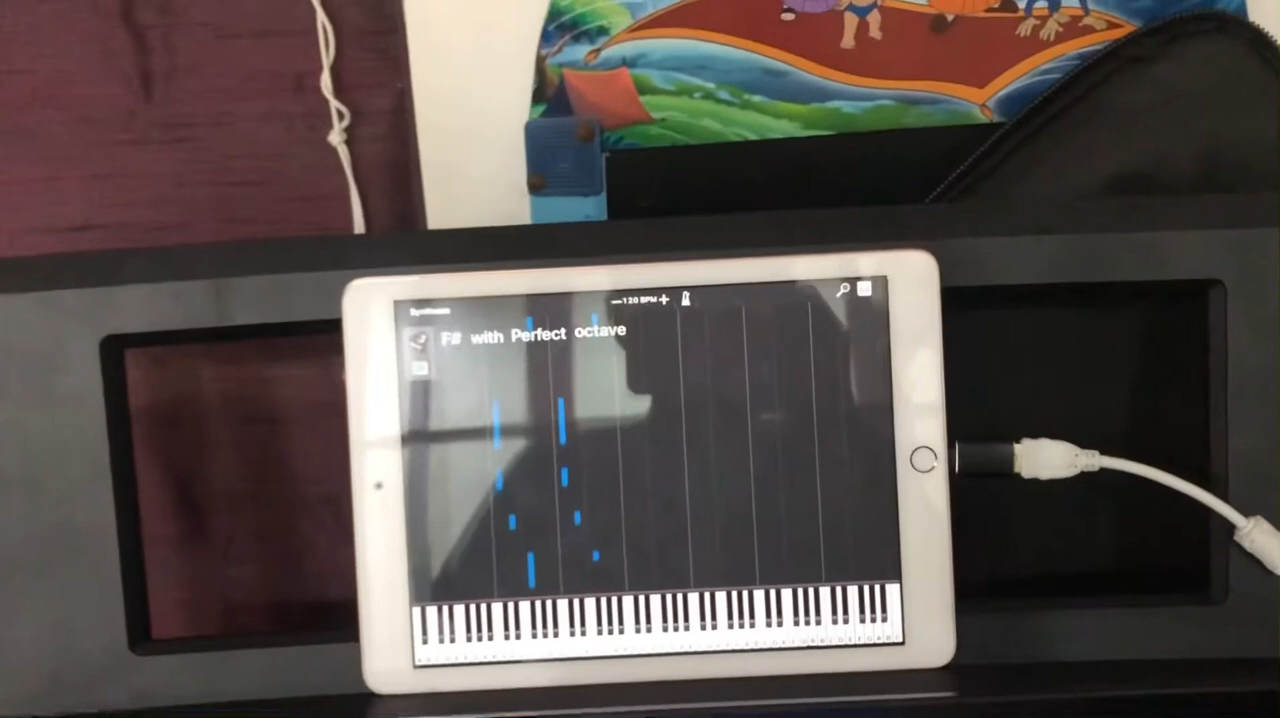 —120 BPM+
Synthesia
F# with Perfect octave